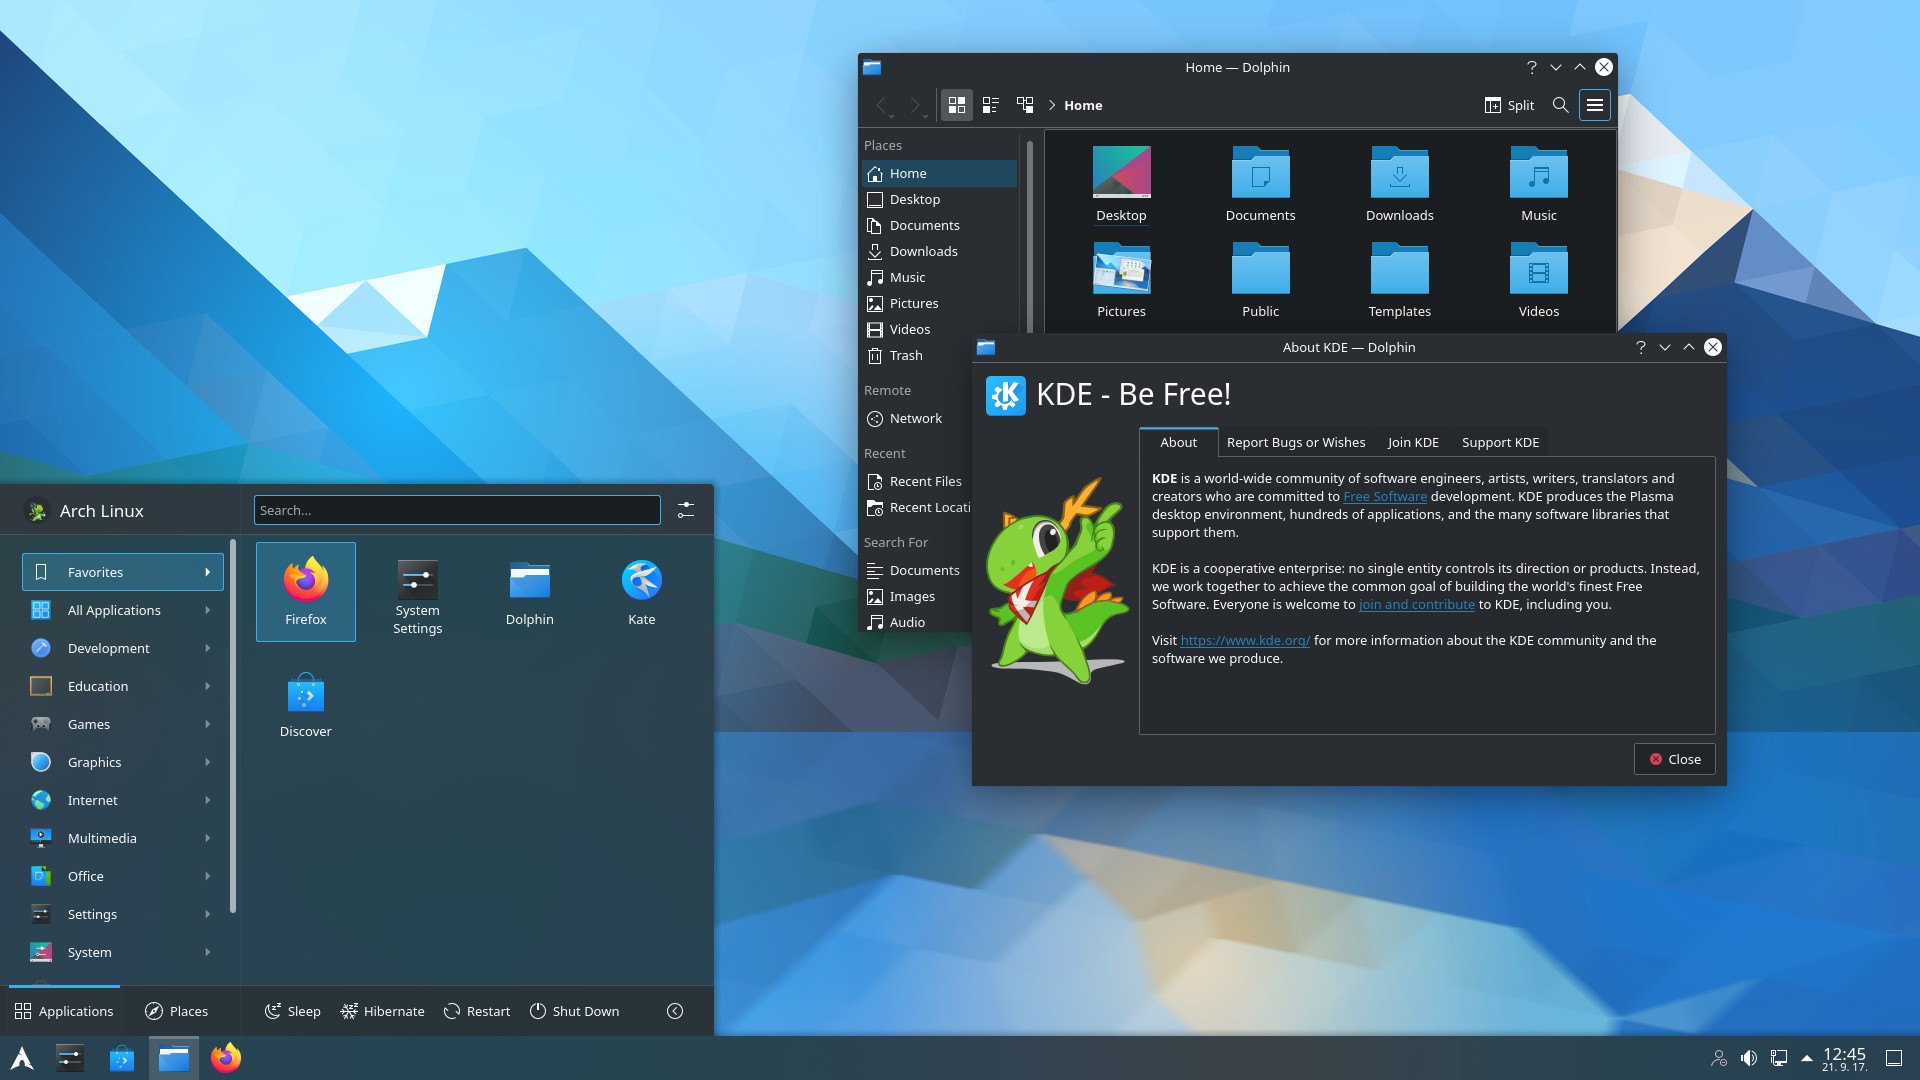 Home — Dolphin
Home
Split
Places
Home
Desktop
Documents
Downloads
Music
Pictures
Videos
Trash
Remote
Network
Recent
Recent Files
Recent Locati
Search For
Documents
Images
Audio
Desktop
Documents
Downloads
Music
Pictures
Public
Templates
Videos
About KDE — Dolphin
KDE - Be Free!
About
Report Bugs or Wishes
Join KDE
Support KDE
KDE is a world-wide community of software engineers, artists, writers, translators and
creators who are committed to Free Software development. KDE produces the Plasma
desktop environment, hundreds of applications, and the many software libraries that
support them.
KDE is a cooperative enterprise: no single entity controls its direction or products. Instead,
we work together to achieve the common goal of building the world's finest Free
Software. Everyone is welcome to join and contribute to KDE, including you.
Visit https://www.kde.org/ for more information about the KDE community and the
software we produce.
Close
Arch Linux
Search...
Favorites
All Applications
Development
Education
Games
Graphics
Internet
Multimedia
Office
Settings
System
Firefox
System
Settings
Dolphin
Kate
Discover
Applications
Places
Sleep
Hibernate
Restart
Shut Down
12:45
21. 9. 17.